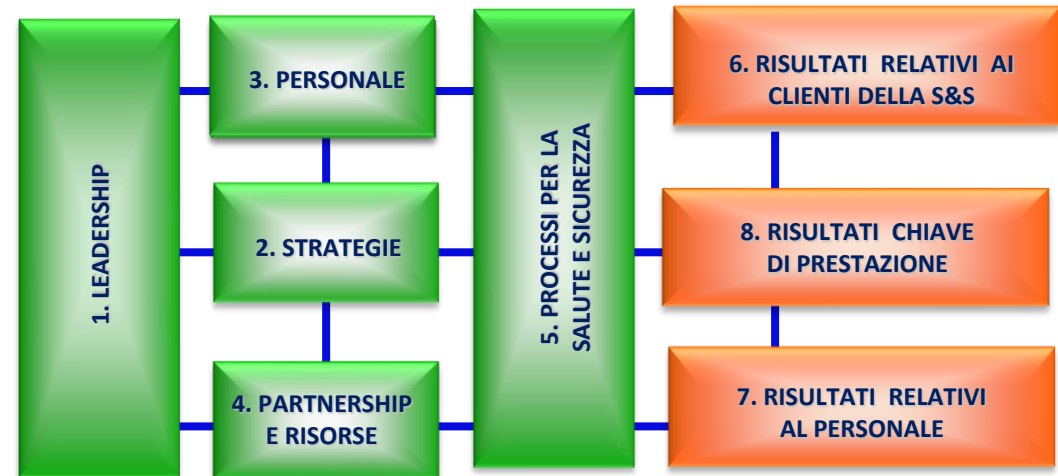 1. LEADERSHIP
3. PERSONALE
2. STRATEGIE
4. PARTNERSHIP
E RISORSE
5. PROCESSI PER LA
SALUTE E SICUREZZA
6. RISULTATI RELATIVI AI
CLIENTI DELLA S&S
8. RISULTATI CHIAVE
DI PRESTAZIONE
7. RISULTATI RELATIVI
AL PERSONALE